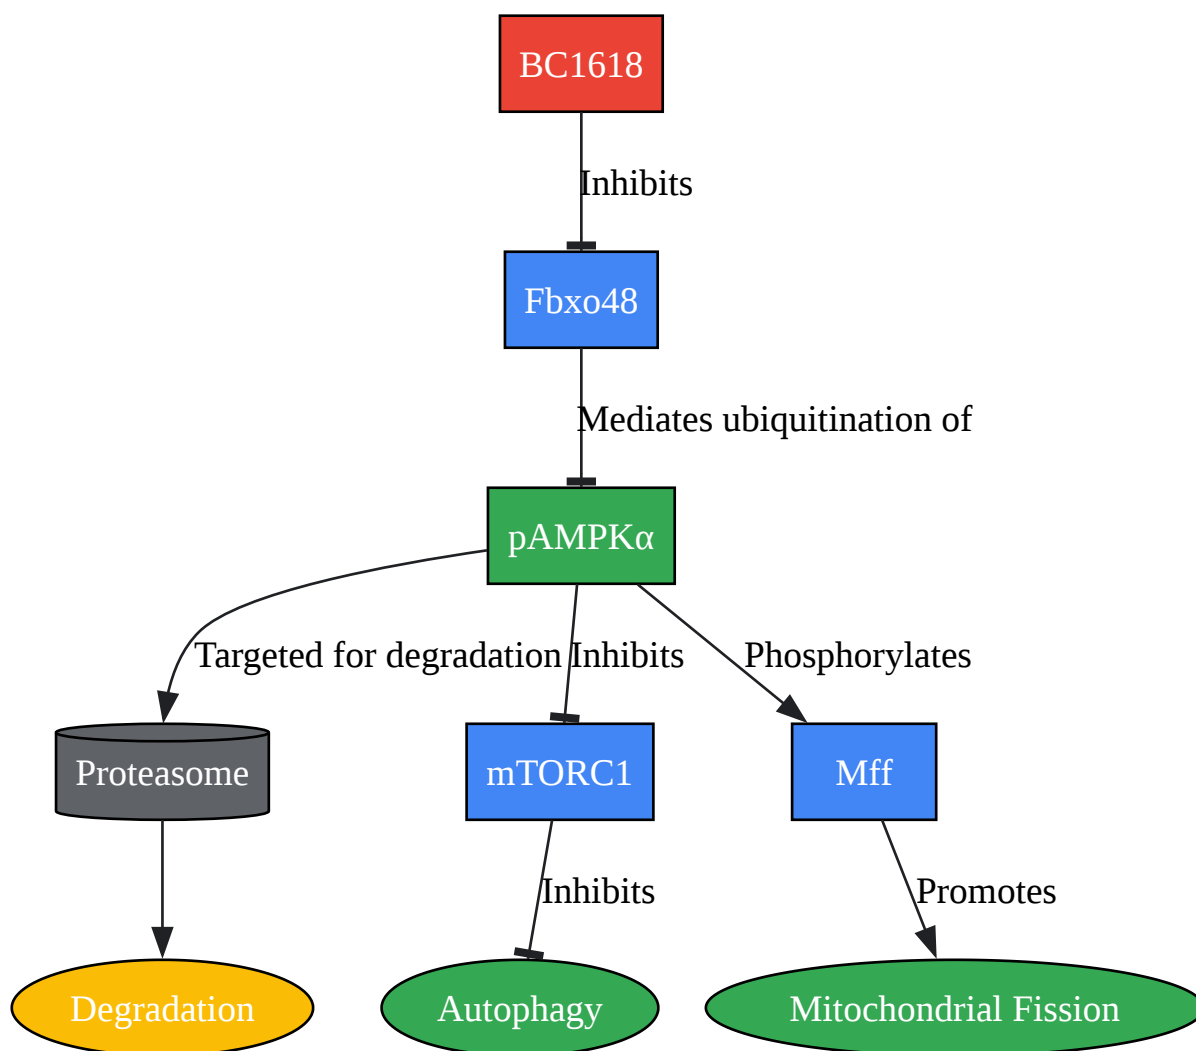 BC1618
Inhibits
Fbxo48
Mediates ubiquitination of
pAMPKα
Targeted for degradation
Inhibits
Phosphorylates
Proteasome
mTORC1
Mff
Inhibits
Promotes
Degradation
Autophagy
Mitochondrial Fission